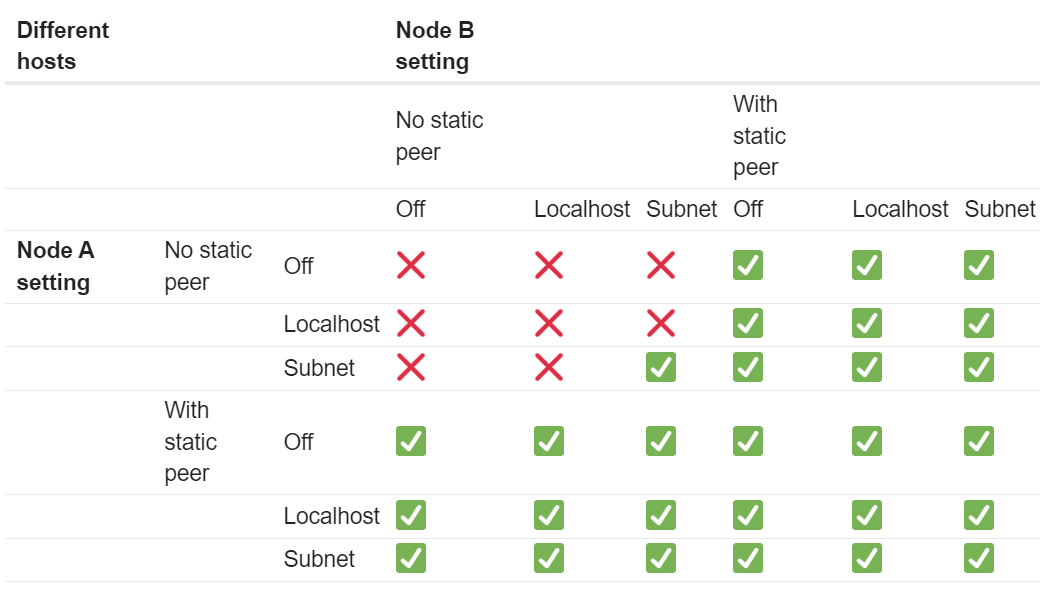 Different hosts Node B setting
No static peer With static peer
Off Localhost Subnet Off Localhost Subnet
Node A setting No static peer Off ❌ ❌ ❌ ✅ ✅ ✅
Localhost ❌ ❌ ❌ ✅ ✅ ✅
Subnet ❌ ❌ ✅ ✅ ✅ ✅
With static peer Off ✅ ✅ ✅ ✅ ✅ ✅
Localhost ✅ ✅ ✅ ✅ ✅ ✅
Subnet ✅ ✅ ✅ ✅ ✅ ✅